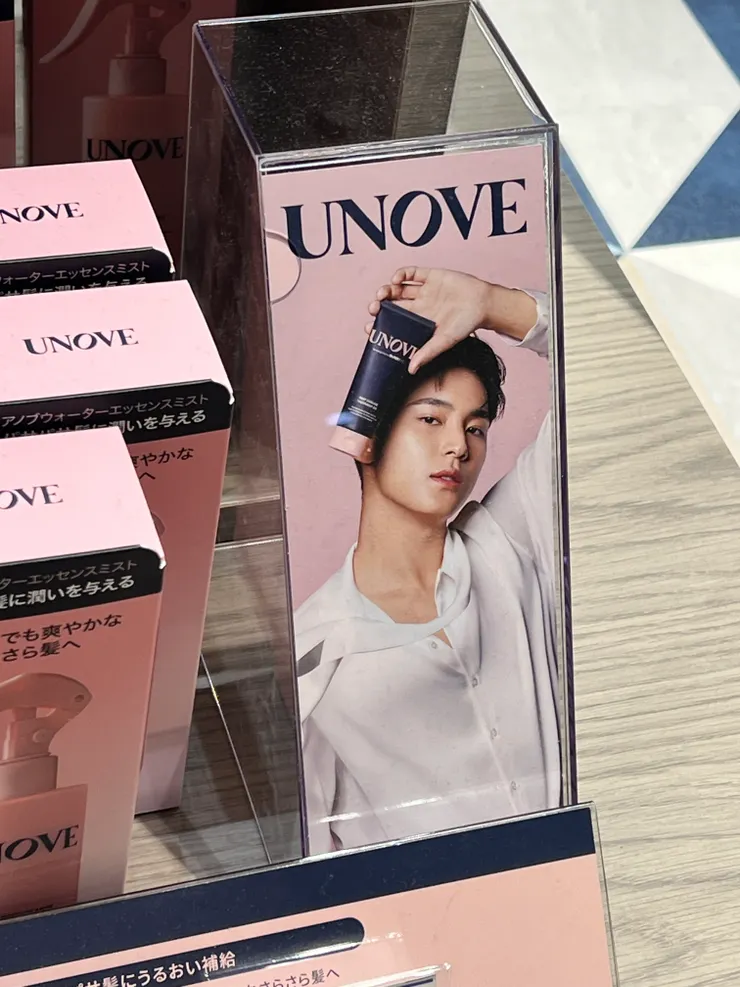 UNOVE
UNOVE
UNOVE
UNOVE
アノブウォーターエッセンスミスト
髪に潤いを与える
爽やかな
へ
OVE
ターエッセンスミスト
髪に潤いを与える
でも爽やかな
さら髪へ
NOVE
ウォーターエッセンスミスト
UNOVE
サ髪にうるおい補給
さらさら髪へ